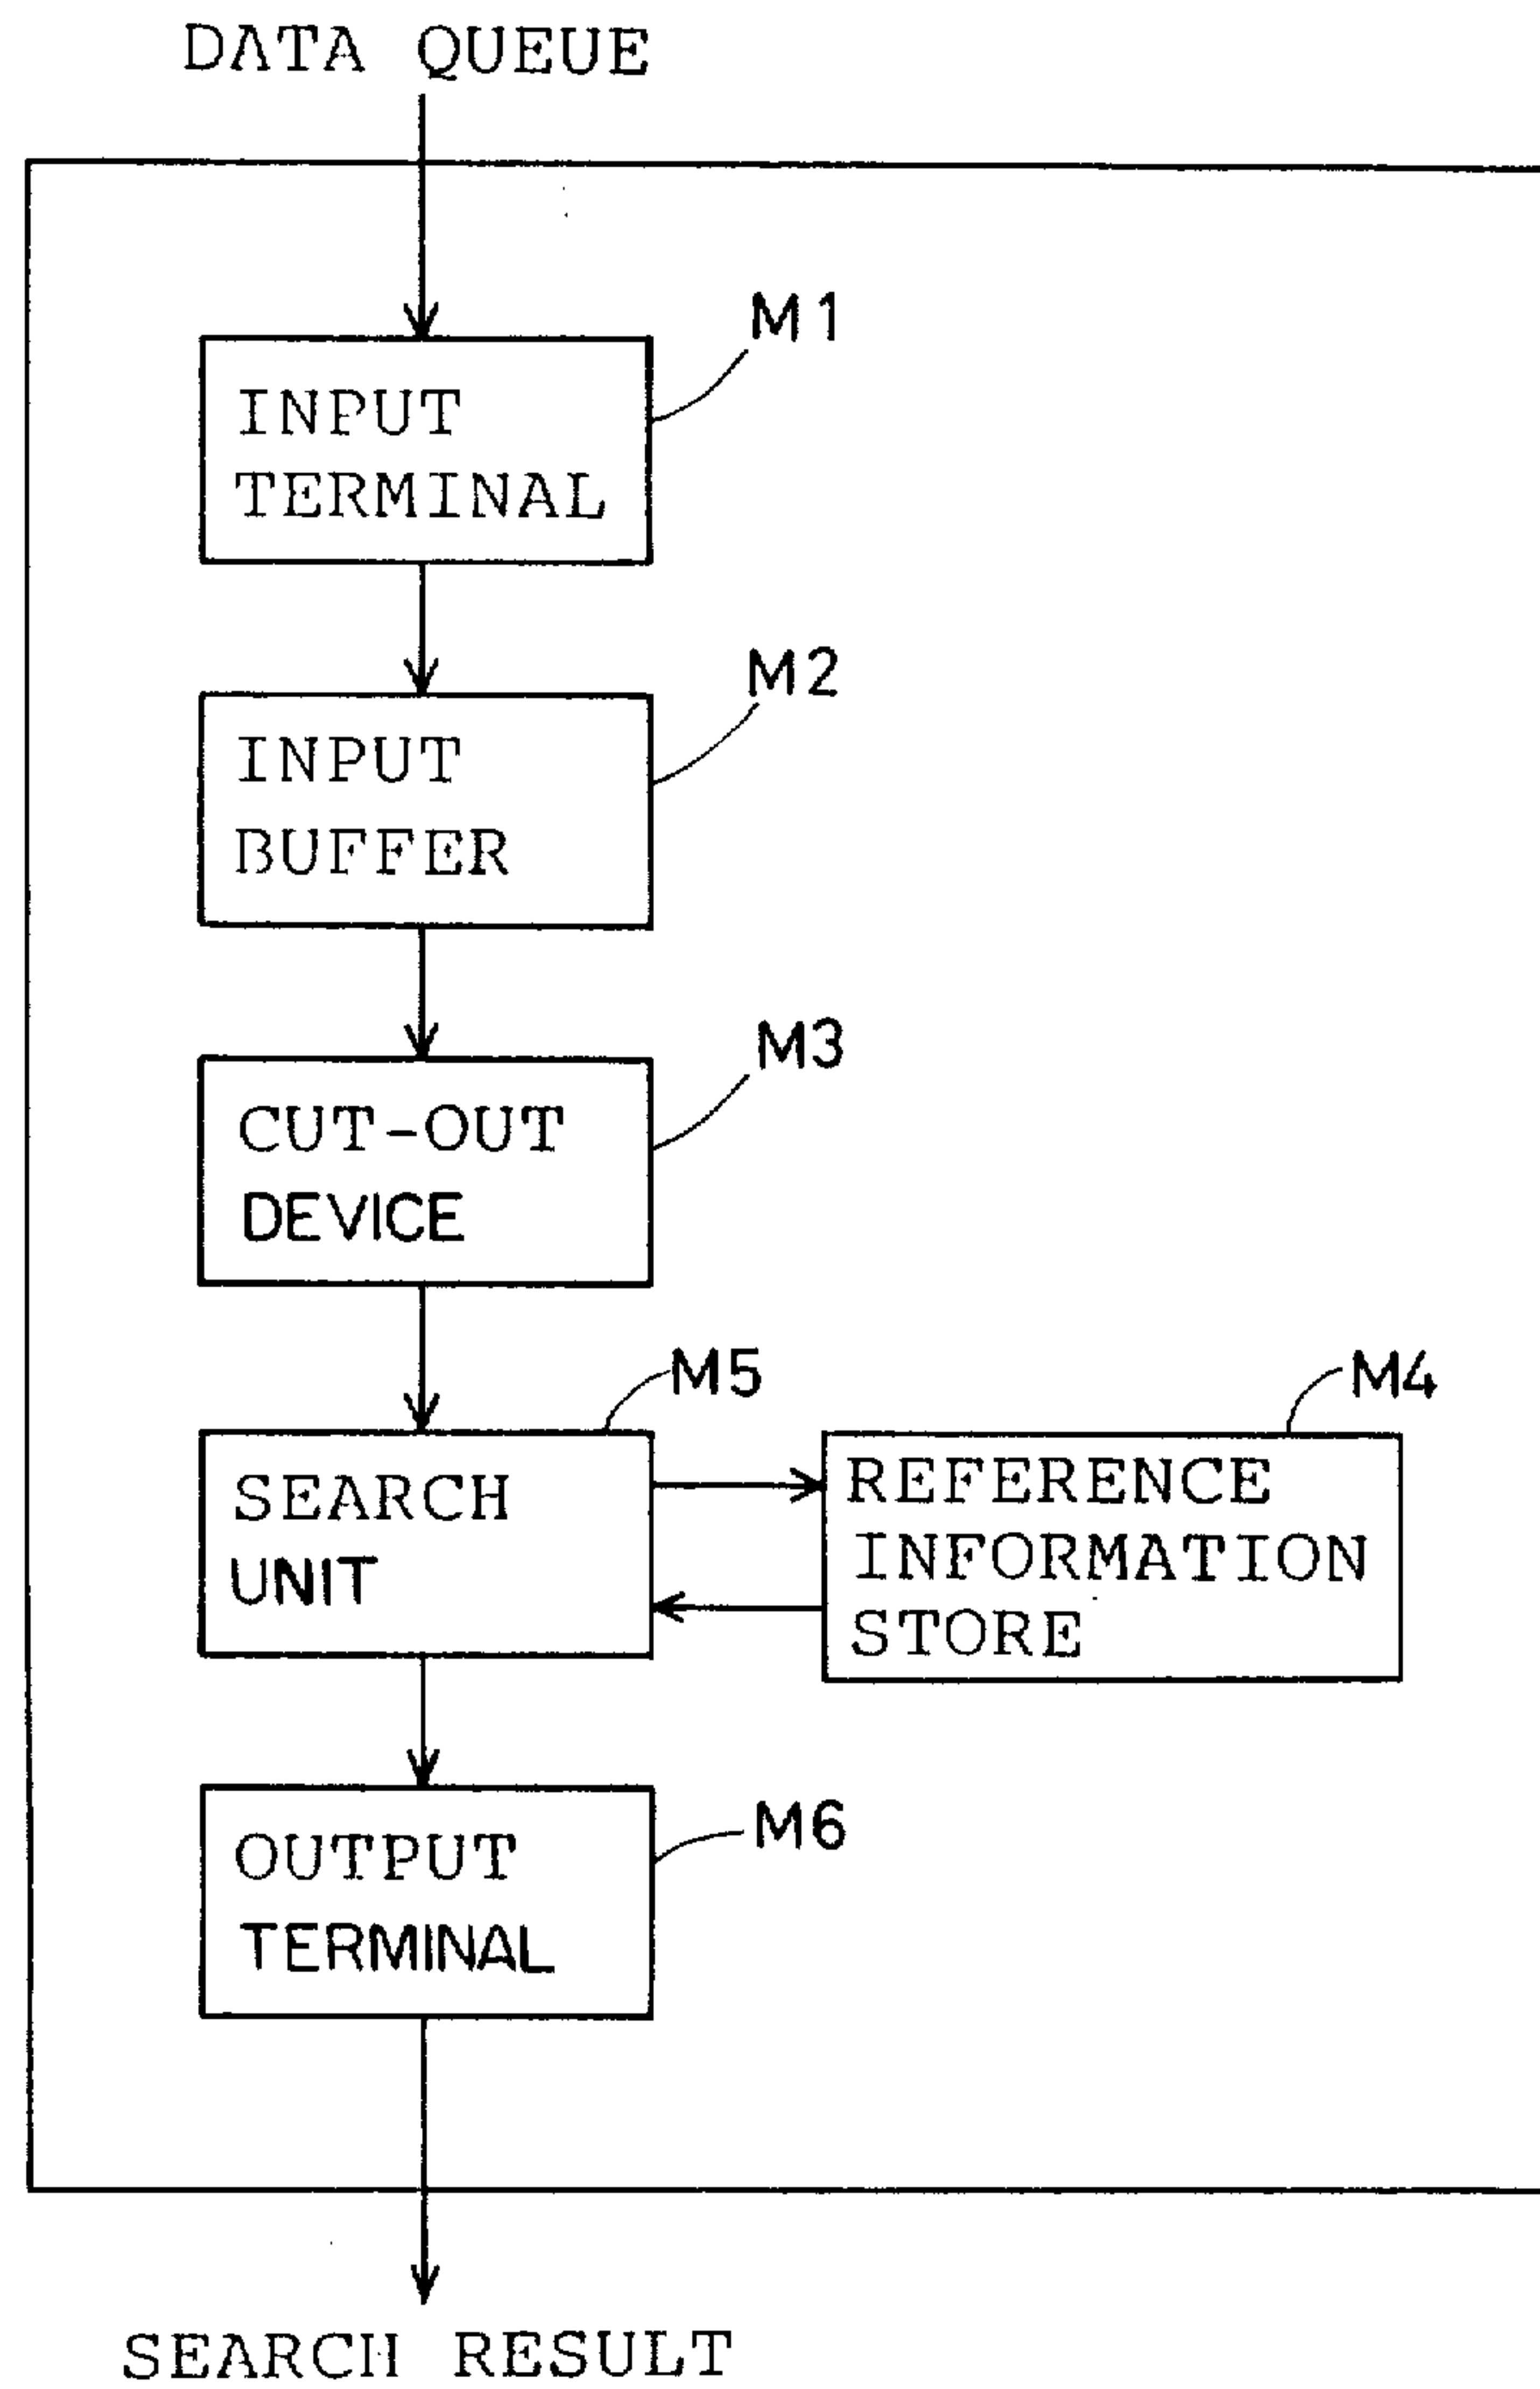 DATA QUEUE
M1
INPUT
TERMINAL
M2
INPUT
BUFFER
M3
CUT-OUT
DEVICE
M5
SEARCH
UNIT
M4
REFERENCE
INFORMATION
STORE
M6
OUTPUT
TERMINAL
SEARCH RESULT